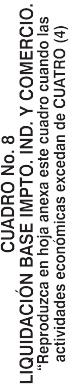 CUADRO No. 8
LIQUIDACIÓN BASE IMPTO. IND. Y COMERCIO.
"Reproduzca en hoja anexa este cuadro cuando las
actividades económicas excedan de CUATRO (4)